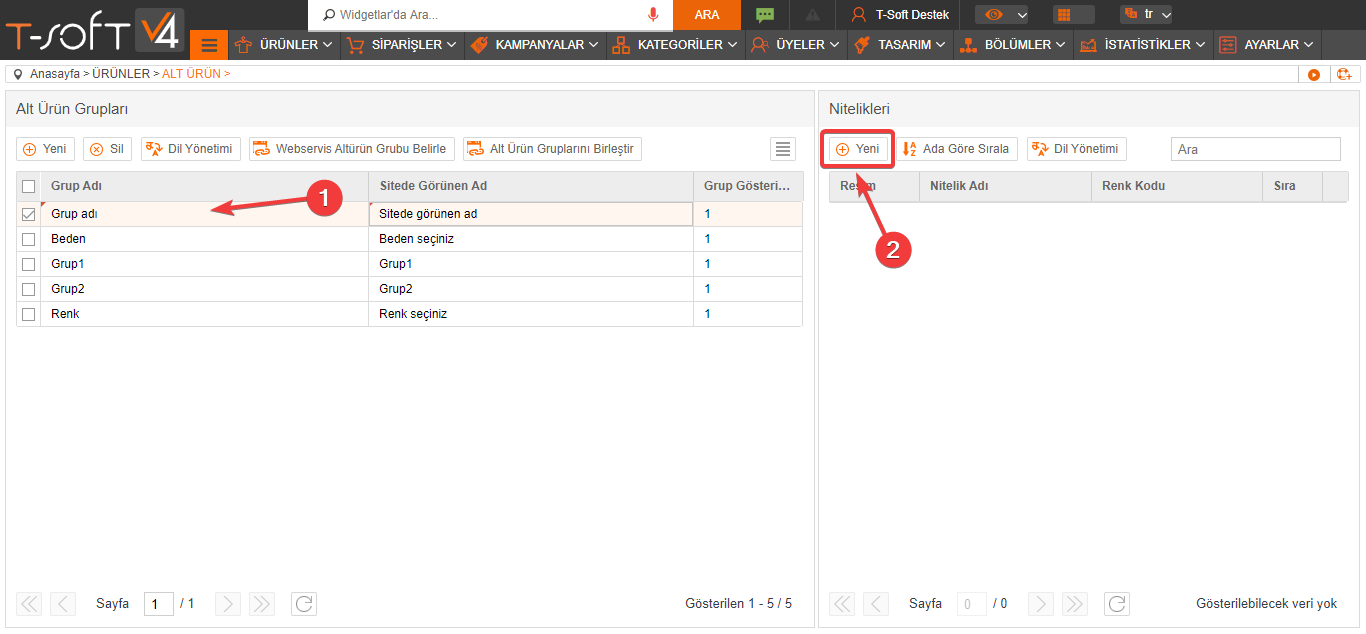 T-SOFT V4
Widgetlar'da Ara...
ARA
T-Soft Destek
tr
ÜRÜNLER
SİPARİŞLER
KAMPANYALAR
KATEGORİLER
ÜYELER
TASARIM
BÖLÜMLER
İSTATİSTİKLER
AYARLAR
Anasayfa > ÜRÜNLER > ALT ÜRÜN >
Alt Ürün Grupları
Yeni
Sil
Dil Yönetimi
Webservis Altürün Grubu Belirle
Alt Ürün Gruplarını Birleştir
Grup Adı Sitede Görünen Ad Grup Gösteri...
Grup adı Sitede görünen ad 1
Beden Beden seçiniz 1
Grup1 Grup1 1
Grup2 Grup2 1
Renk Renk seçiniz 1
1
Sayfa 1 / 1
Gösterilen 1 - 5 / 5
Nitelikleri
Yeni
Ada Göre Sırala
Dil Yönetimi
Ara
Resim Nitelik Adı Renk Kodu Sıra
2
Sayfa 0 / 0
Gösterilebilecek veri yok